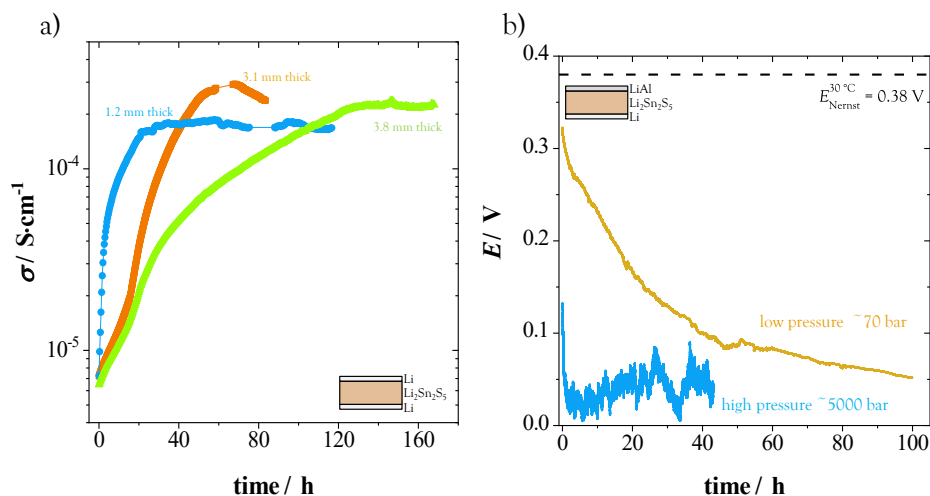 a)
σ / S·cm⁻¹
10⁻⁴
10⁻⁵
3.1 mm thick
1.2 mm thick
3.8 mm thick
Li
Li₂Sn₂S₅
Li
0 40 80 120 160
time / h
b)
E / V
0.4
0.3
0.2
0.1
0.0
LiAl
Li₂Sn₂S₅
Li
E_Nernst^30 °C = 0.38 V
low pressure ~70 bar
high pressure ~5000 bar
0 20 40 60 80 100
time / h